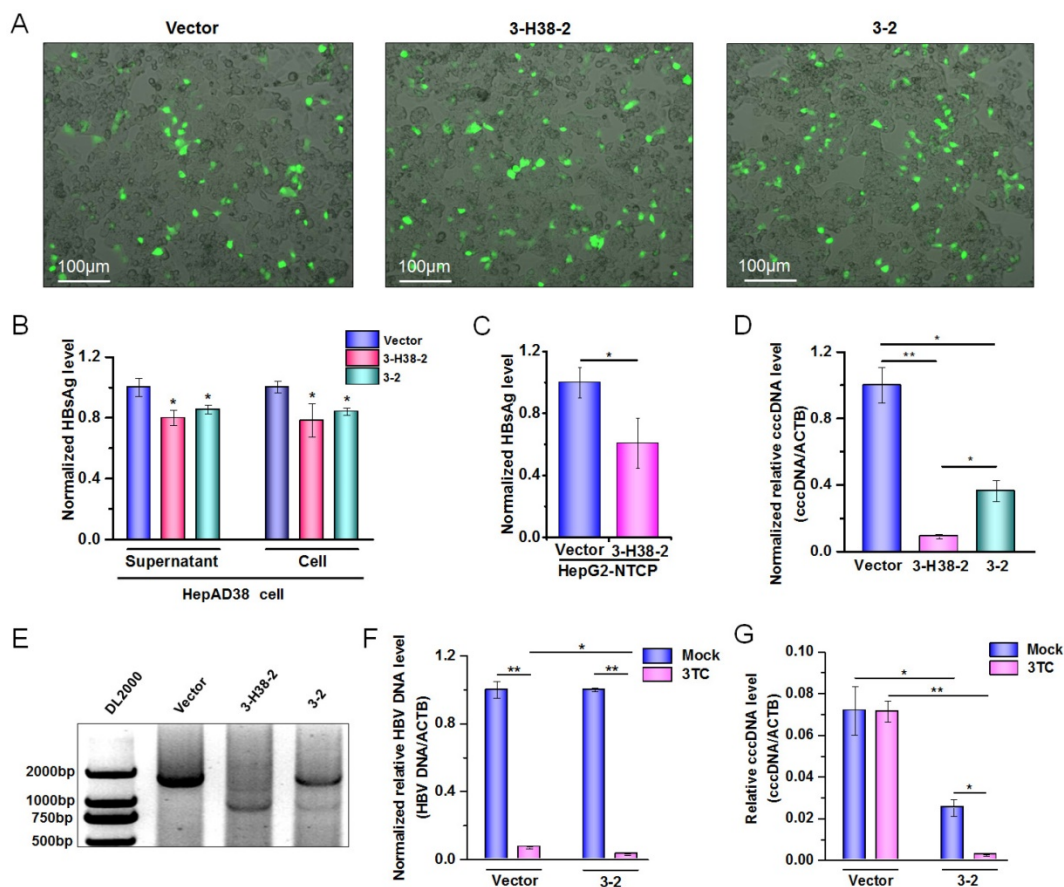 A
Vector
3-H38-2
3-2
100μm
100μm
100μm
B
Vector
3-H38-2
3-2
Normalized HBsAg level
1.2
0.8
0.4
0.0
* * * *
Supernatant Cell
HepAD38 cell
C
Normalized HBsAg level
1.2
0.8
0.4
0.0
*
Vector 3-H38-2
HepG2-NTCP
D
Normalized relative cccDNA level
(cccDNA/ACTB)
1.2
0.8
0.4
0.0
*
**
*
Vector 3-H38-2 3-2
E
DL2000 Vector 3-H38-2 3-2
2000bp
1000bp
750bp
500bp
F
Mock
3TC
Normalized relative HBV DNA level
(HBV DNA/ACTB)
1.2
0.8
0.4
0.0
*
** **
Vector 3-2
G
Mock
3TC
Relative cccDNA level
(cccDNA/ACTB)
0.10
0.08
0.06
0.04
0.02
0.00
*
**
*
Vector 3-2